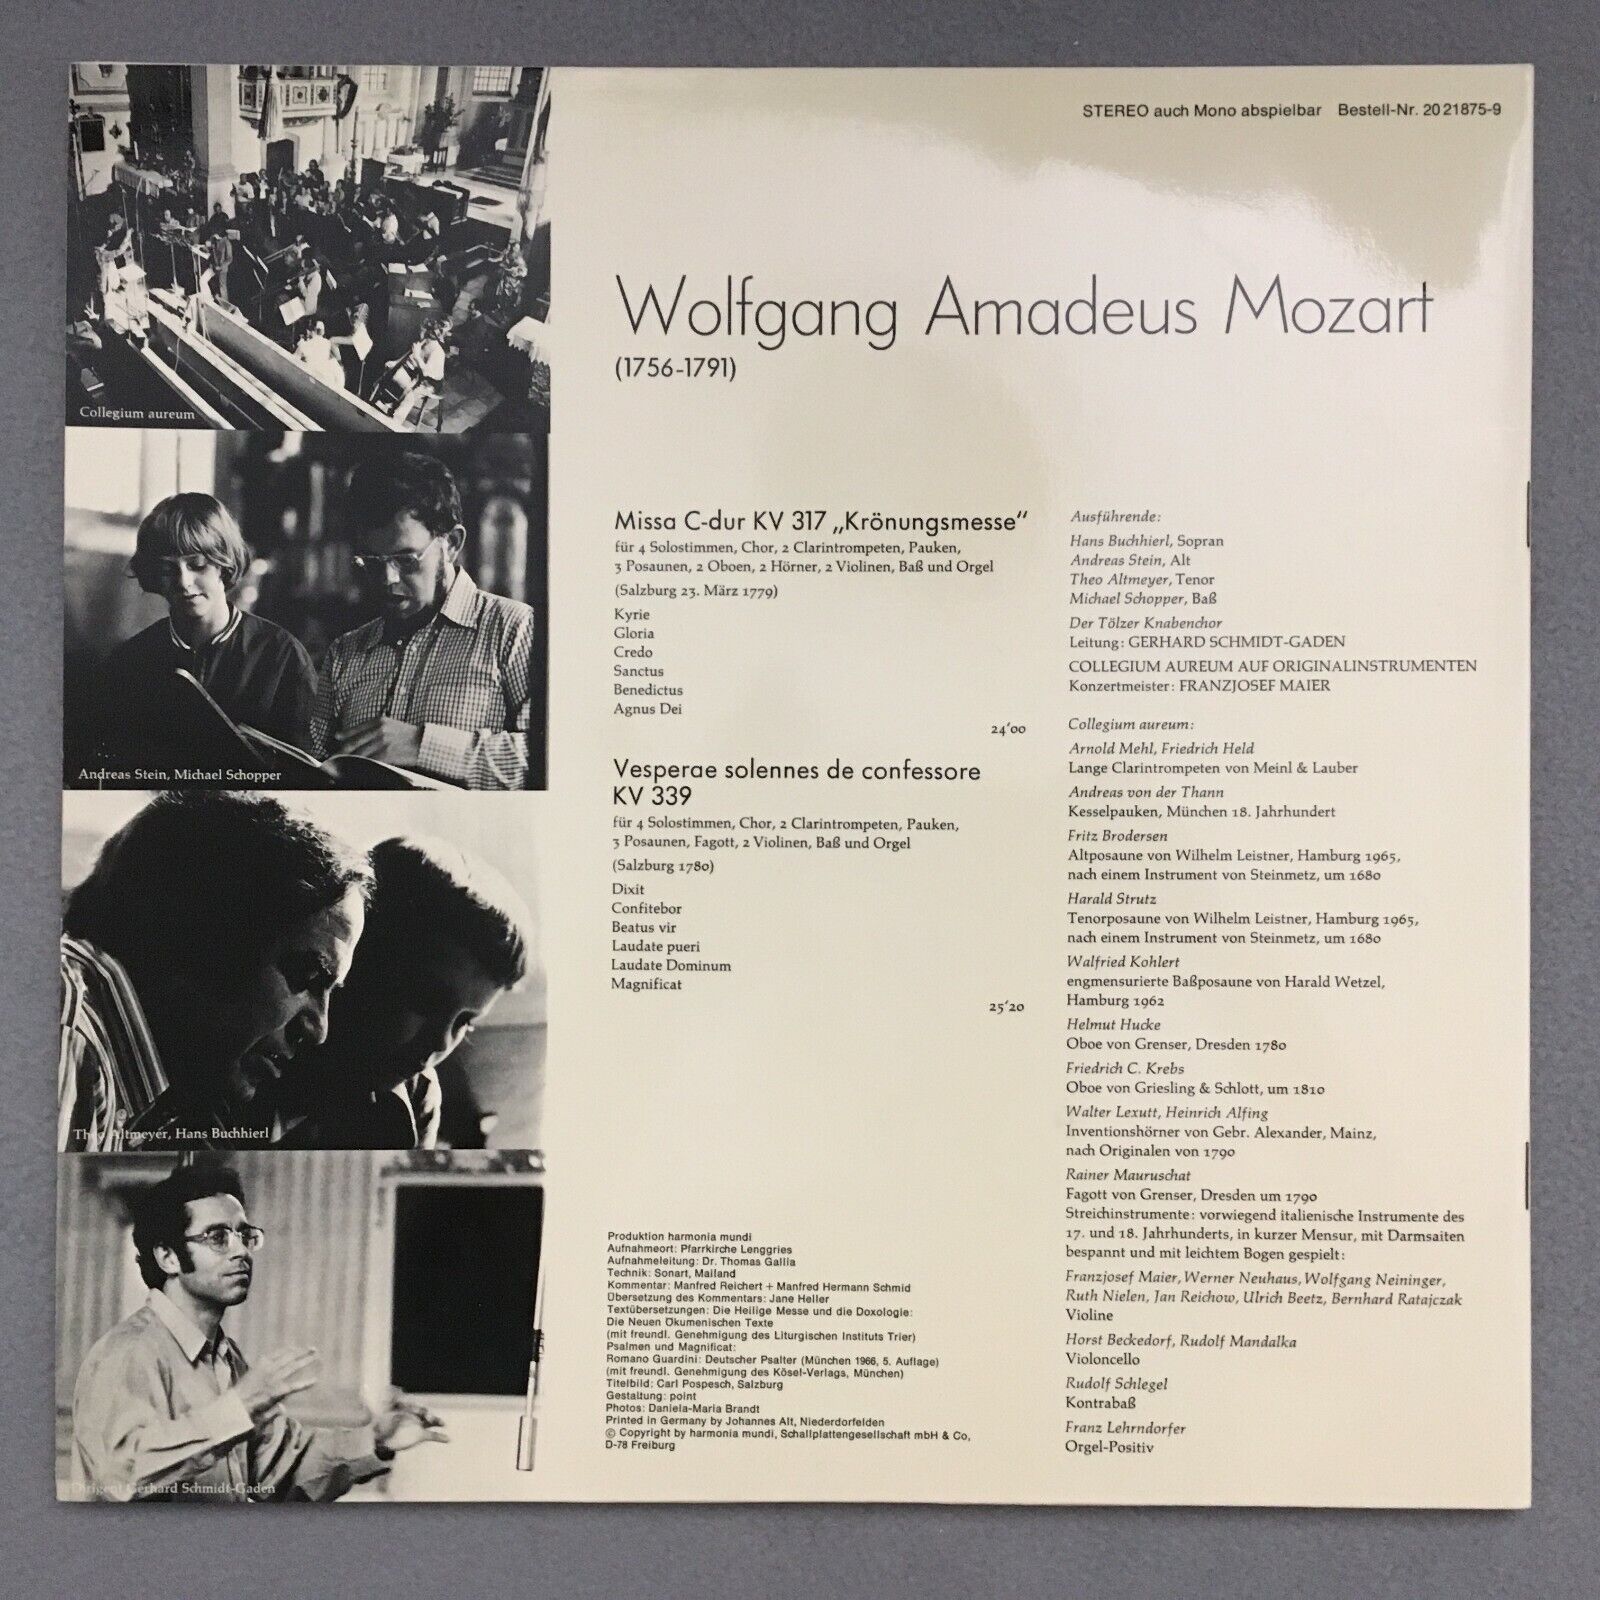 STEREO auch Mono abspielbar Bestell-Nr. 20 21875-9
Wolfgang Amadeus Mozart
(1756-1791)
Collegium aureum
Andreas Stein, Michael Schopper
Theo Altmeyer, Hans Buchhierl
Dirigent Gerhard Schmidt-Gaden
Missa C-dur KV 317 „Krönungsmesse"
für 4 Solostimmen, Chor, 2 Clarintrompeten, Pauken,
3 Posaunen, 2 Oboen, 2 Hörner, 2 Violinen, Baß und Orgel
(Salzburg 23. März 1779)
Kyrie
Gloria
Credo
Sanctus
Benedictus
Agnus Dei
24'00
Vesperae solennes de confessore
KV 339
für 4 Solostimmen, Chor, 2 Clarintrompeten, Pauken,
3 Posaunen, Fagott, 2 Violinen, Baß und Orgel
(Salzburg 1780)
Dixit
Confitebor
Beatus vir
Laudate pueri
Laudate Dominum
Magnificat
25'20
Produktion harmonia mundi
Aufnahmeort: Pfarrkirche Lenggries
Aufnahmeleitung: Dr. Thomas Gallia
Technik: Sonart, Mailand
Kommentar: Manfred Reichert + Manfred Hermann Schmid
Übersetzung des Kommentars: Jane Heller
Textübersetzungen: Die Heilige Messe und die Doxologie:
Die Neuen Ökumenischen Texte
(mit freundl. Genehmigung des Liturgischen Instituts Trier)
Psalmen und Magnificat:
Romano Guardini: Deutscher Psalter (München 1966, 5. Auflage)
(mit freundl. Genehmigung des Kösel-Verlags, München)
Titelbild: Carl Pospesch, Salzburg
Gestaltung: point
Photos: Daniela-Maria Brandt
Printed in Germany by Johannes Alt, Niederdorfelden
© Copyright by harmonia mundi, Schallplattengesellschaft mbH & Co,
D-78 Freiburg
Ausführende:
Hans Buchhierl, Sopran
Andreas Stein, Alt
Theo Altmeyer, Tenor
Michael Schopper, Baß
Der Tölzer Knabenchor
Leitung: GERHARD SCHMIDT-GADEN
COLLEGIUM AUREUM AUF ORIGINALINSTRUMENTEN
Konzertmeister: FRANZJOSEF MAIER
Collegium aureum:
Arnold Mehl, Friedrich Held
Lange Clarintrompeten von Meinl & Lauber
Andreas von der Thann
Kesselpauken, München 18. Jahrhundert
Fritz Brodersen
Altposaune von Wilhelm Leistner, Hamburg 1965,
nach einem Instrument von Steinmetz, um 1680
Harald Strutz
Tenorposaune von Wilhelm Leistner, Hamburg 1965,
nach einem Instrument von Steinmetz, um 1680
Walfried Kohlert
engmensurierte Baßposaune von Harald Wetzel,
Hamburg 1962
Helmut Hucke
Oboe von Grenser, Dresden 1780
Friedrich C. Krebs
Oboe von Griesling & Schlott, um 1810
Walter Lexutt, Heinrich Alfing
Inventionshörner von Gebr. Alexander, Mainz,
nach Originalen von 1790
Rainer Mauruschat
Fagott von Grenser, Dresden um 1790
Streichinstrumente: vorwiegend italienische Instrumente des
17. und 18. Jahrhunderts, in kurzer Mensur, mit Darmsaiten
bespannt und mit leichtem Bogen gespielt:
Franzjosef Maier, Werner Neuhaus, Wolfgang Neininger,
Ruth Nielen, Jan Reichow, Ulrich Beetz, Bernhard Ratajczak
Violine
Horst Beckedorf, Rudolf Mandalka
Violoncello
Rudolf Schlegel
Kontrabaß
Franz Lehrndorfer
Orgel-Positiv